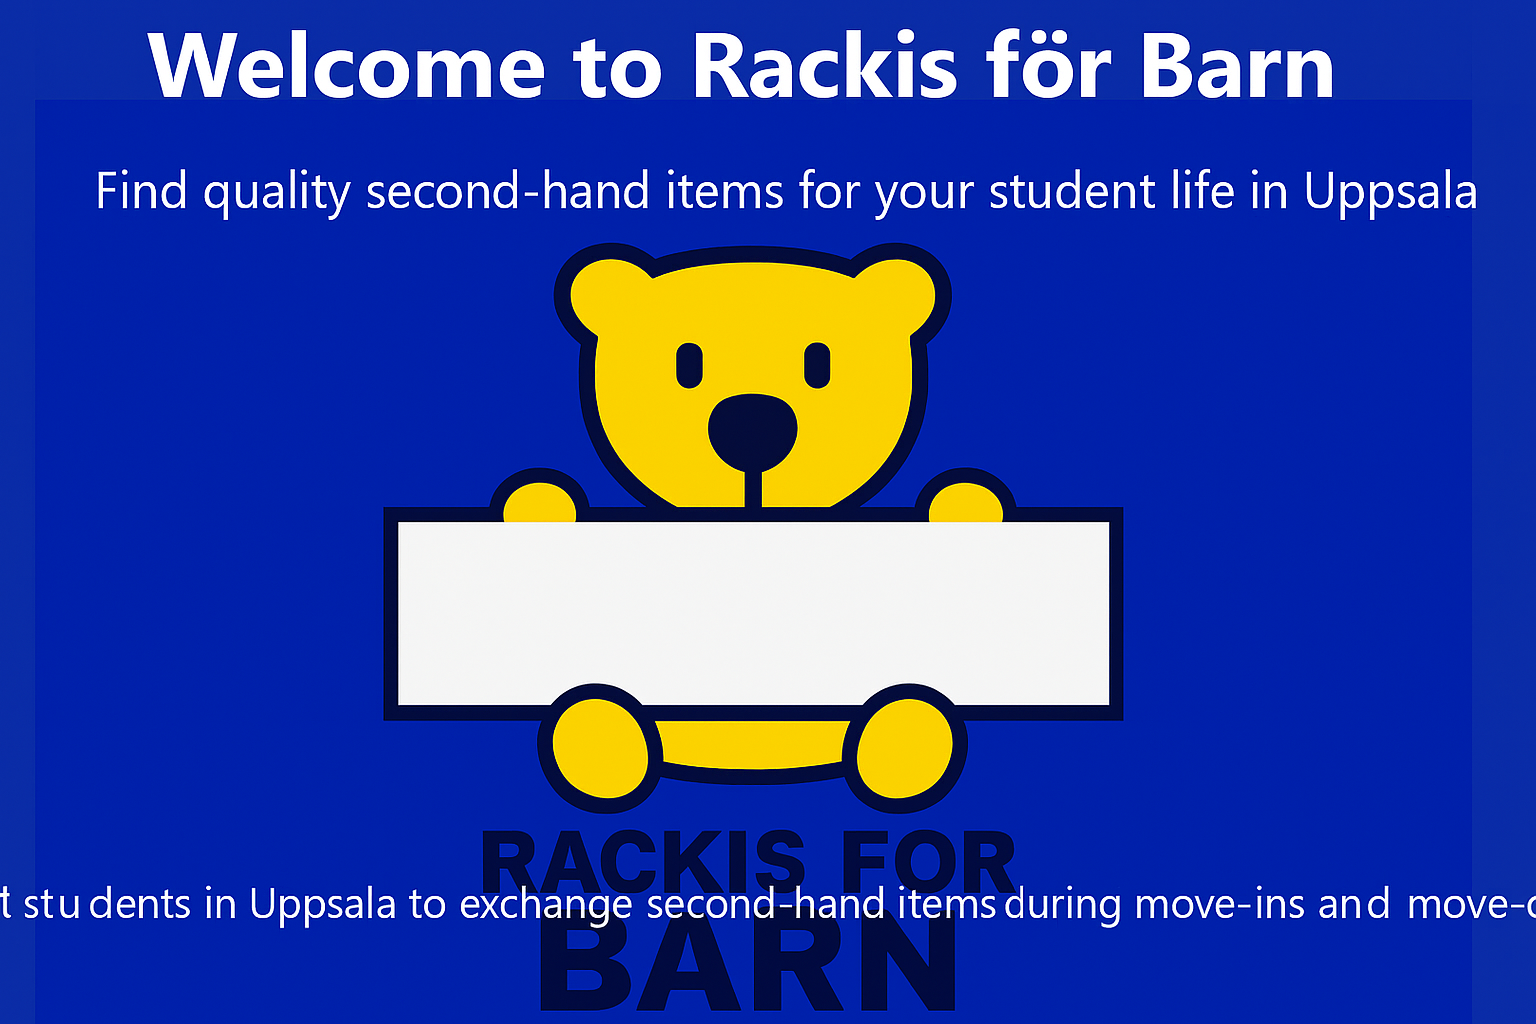 Welcome to Rackis för Barn
Find quality second-hand items for your student life in Uppsala
RACKIS FOR
students in Uppsala to exchange second-hand items during move-ins and
BARN